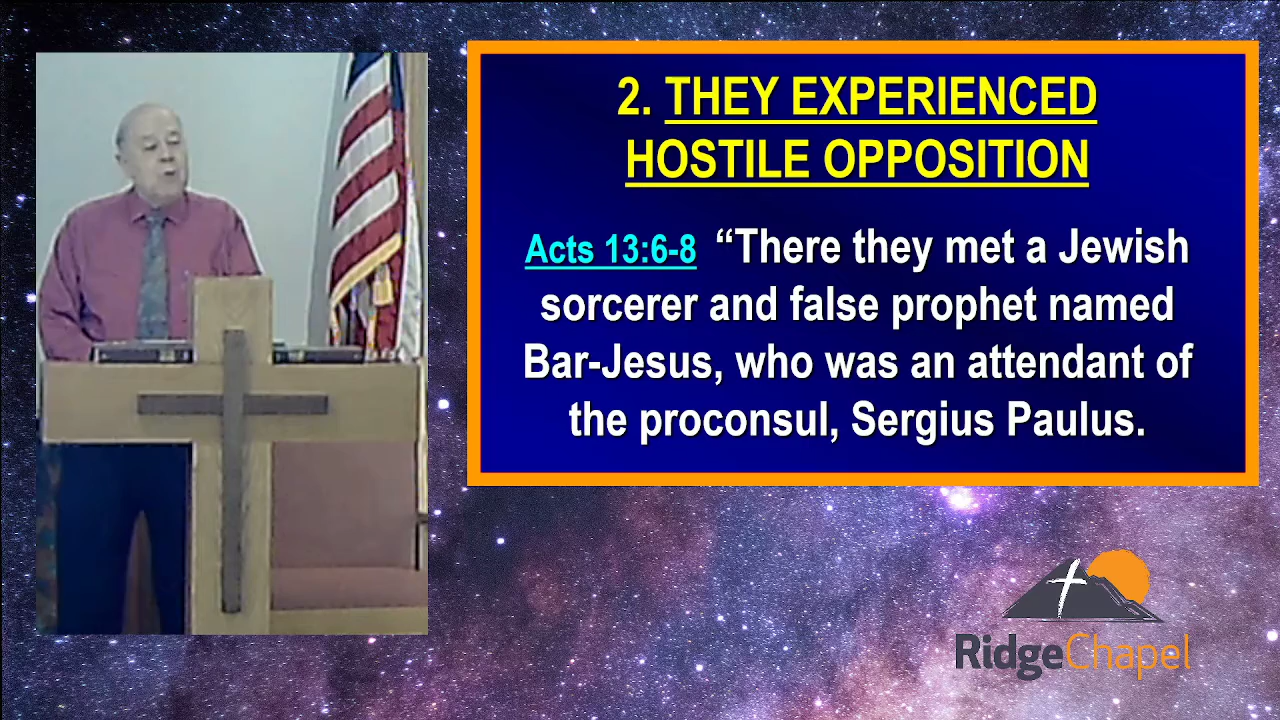 2. THEY EXPERIENCED
HOSTILE OPPOSITION
Acts 13:6-8 “There they met a Jewish
sorcerer and false prophet named
Bar-Jesus, who was an attendant of
the proconsul, Sergius Paulus.
RidgeChapel